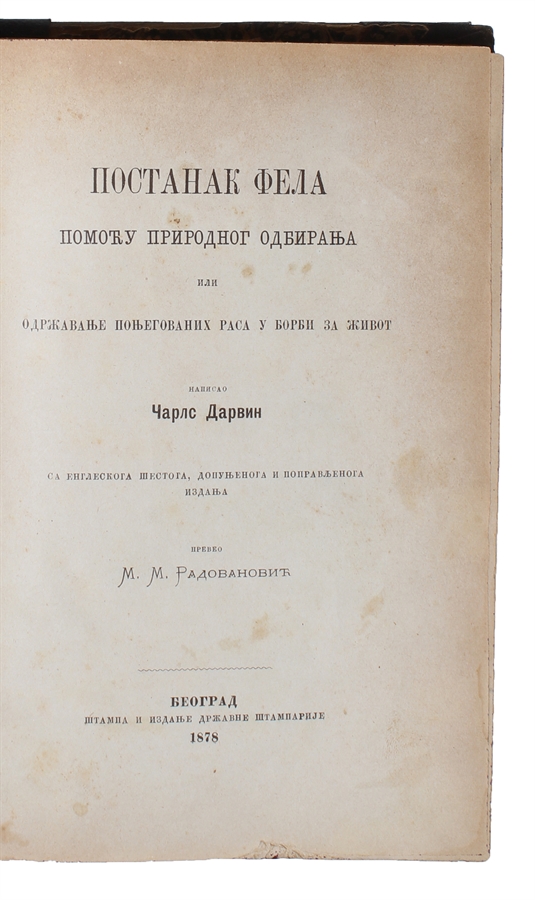 ПОСТАНАК ФЕЛА
ПОМОЋУ ПРИРОДНОГ ОДБИРАЊА
ИЛИ
ОДРЖАВАЊЕ ПОЊЕГОВАНИХ РАСА У БОРБИ ЗА ЖИВОТ
НАПИСАО
Чарлс Дарвин
СА ЕНГЛЕСКОГА ШЕСТОГА, ДОПУЊЕНОГА И ПОПРАВЉЕНОГА
ИЗДАЊА
ПРЕВЕО
М. М. РАДОВАНОВИЋ
БЕОГРАД
ШТАМПА И ИЗДАЊЕ ДРЖАВНЕ ШТАМПАРИЈЕ
1878